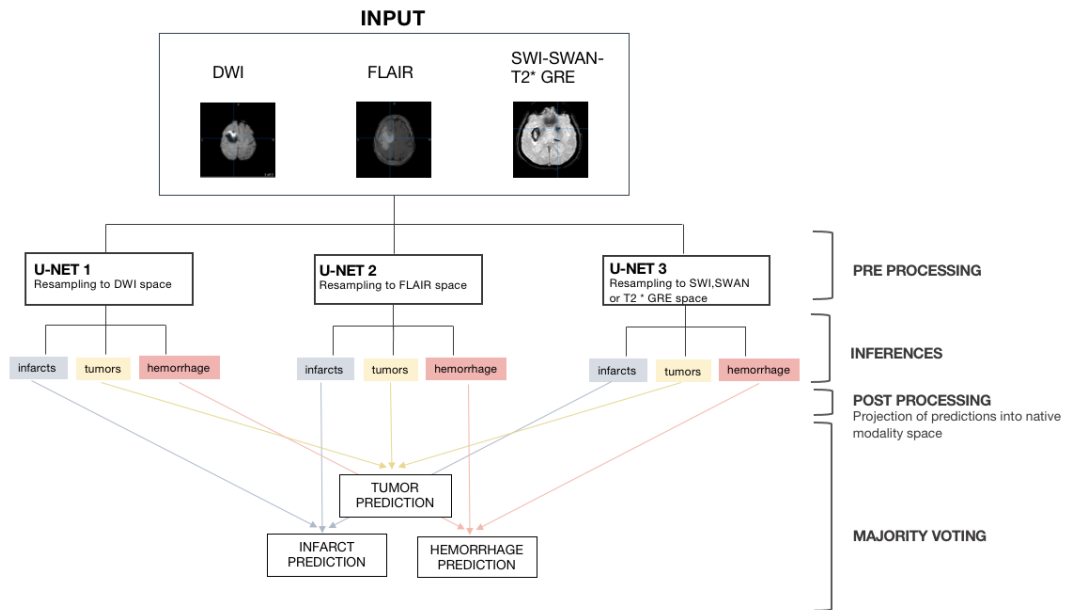 INPUT
DWI
FLAIR
SWI-SWAN-
T2* GRE
U-NET 1
Resampling to DWI space
U-NET 2
Resampling to FLAIR space
U-NET 3
Resampling to SWI,SWAN
or T2 * GRE space
PRE PROCESSING
infarcts
tumors
hemorrhage
infarcts
tumors
hemorrhage
infarcts
tumors
hemorrhage
INFERENCES
POST PROCESSING
Projection of predictions into native
modality space
TUMOR
PREDICTION
INFARCT
PREDICTION
HEMORRHAGE
PREDICTION
MAJORITY VOTING